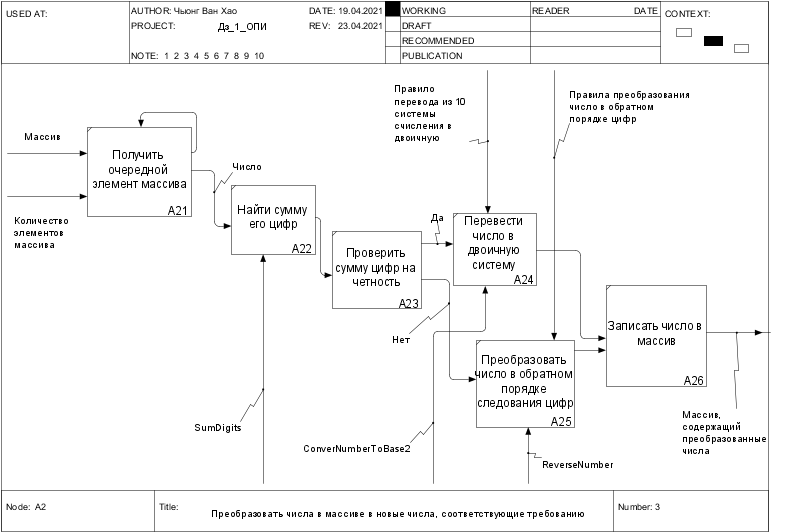 USED AT:
AUTHOR: Чыонг Ван Хао
DATE: 19.04.2021
PROJECT: Дз_1_ОПИ
REV: 23.04.2021
NOTE: 1 2 3 4 5 6 7 8 9 10
WORKING
DRAFT
RECOMMENDED
PUBLICATION
READER
DATE
CONTEXT:
Массив
Количество
элементов
массива
Получить
очередной
элемент массива
A21
Число
Найти сумму
его цифр
A22
SumDigits
Проверить
сумму цифр на
четность
A23
Да
Нет
Правило
перевода из 10
системы
счисления в
двоичную
Перевести
число в
двоичную
систему
A24
ConverNumberToBase2
Правила преобразования
число в обратном
порядке цифр
Преобразовать
число в обратном
порядке
следования цифр
A25
ReverseNumber
Записать число в
массив
A26
Массив,
содержащий
преобразованные
числа
Node: A2
Title:
Преобразовать числа в массиве в новые числа, соответствующие требованию
Number: 3